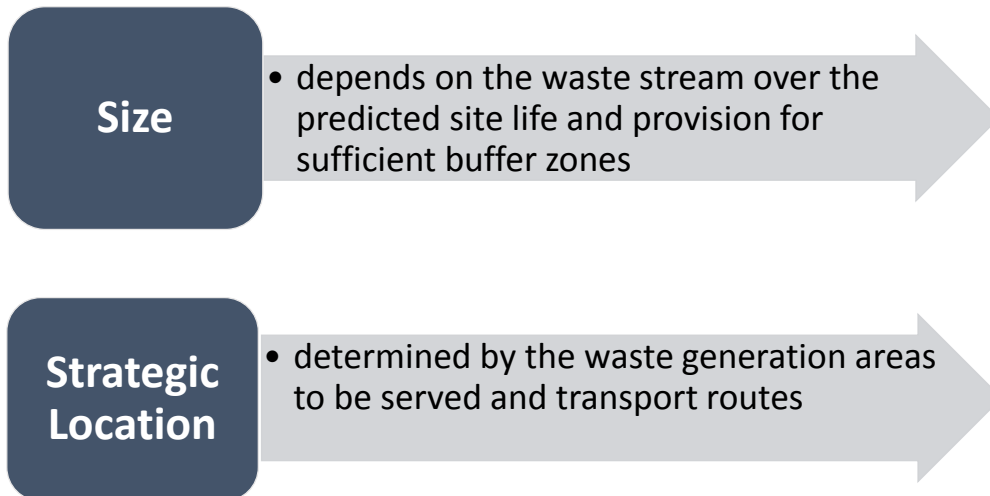 Size
• depends on the waste stream over the
predicted site life and provision for
sufficient buffer zones
Strategic
Location
• determined by the waste generation areas
to be served and transport routes